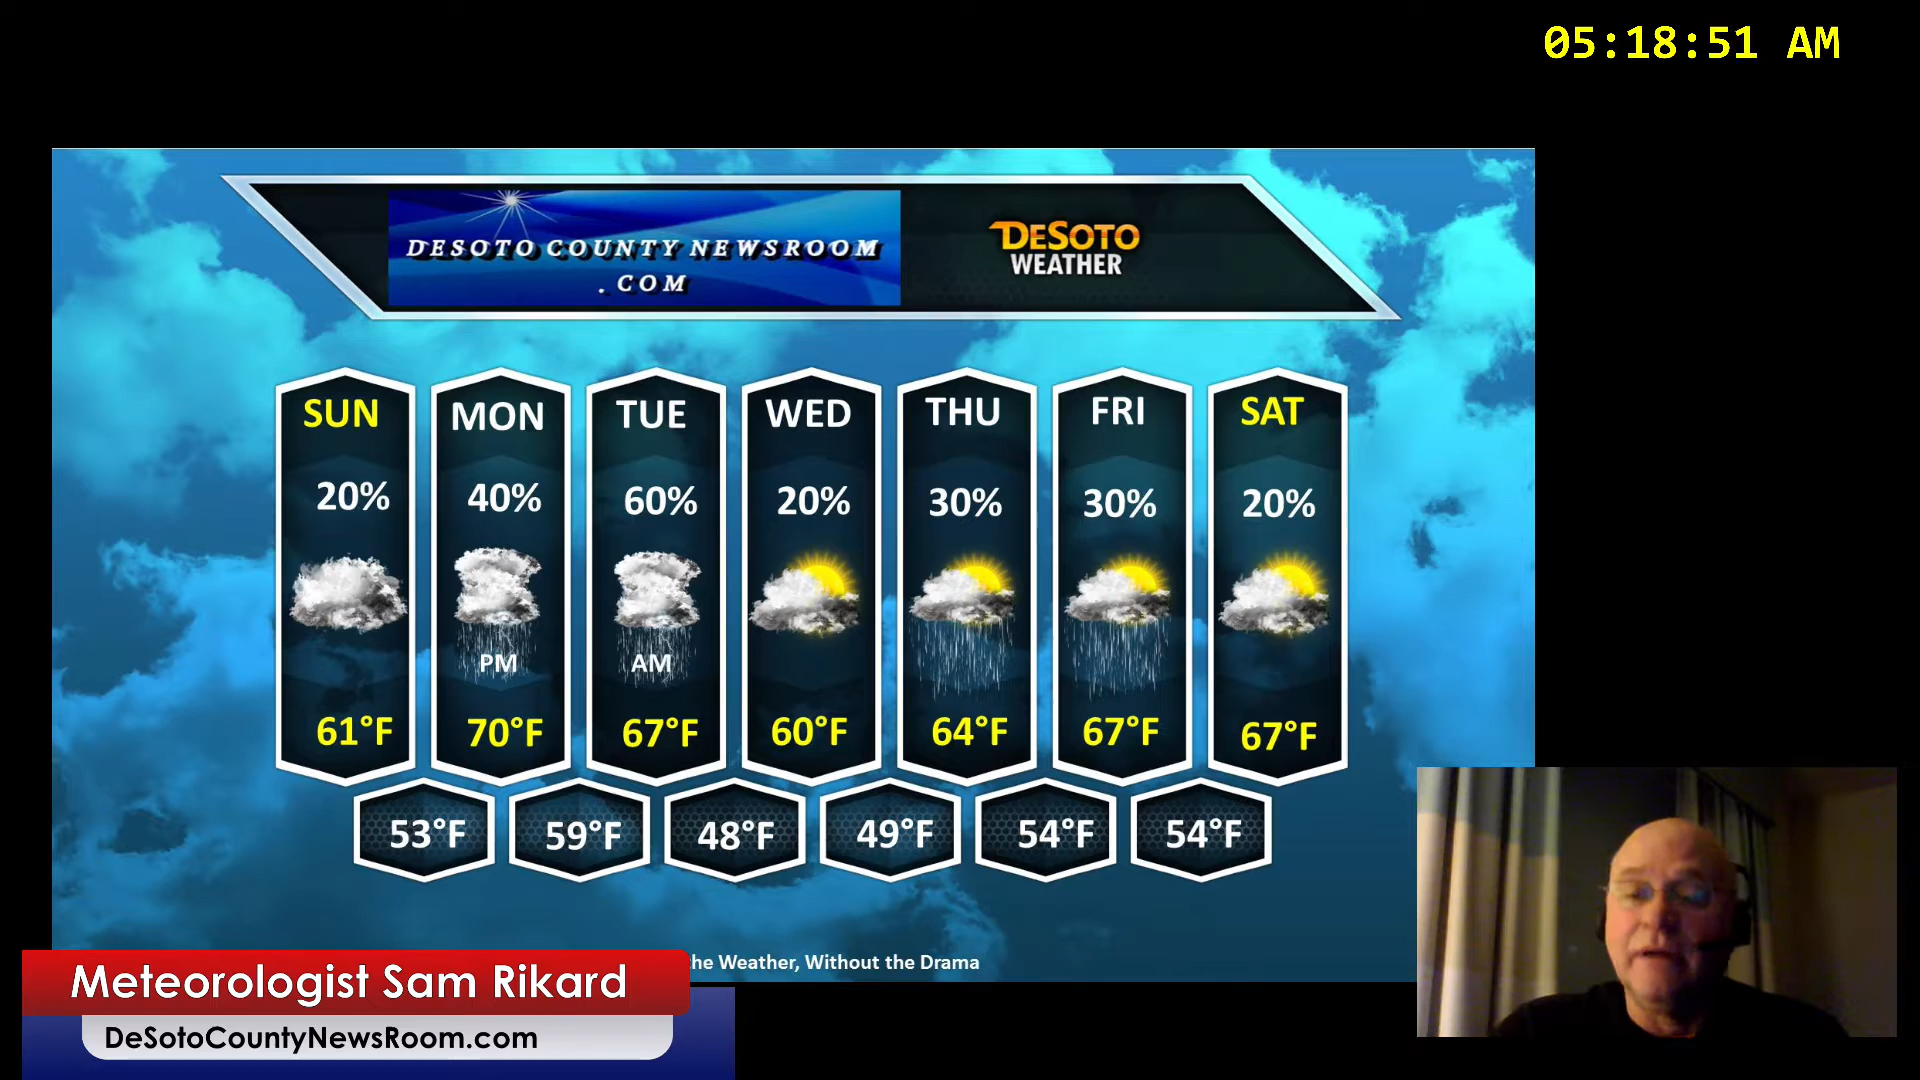 05:18:51 AM
DESOTO COUNTY NEWSROOM
.COM
DESOTO
WEATHER
SUN MON TUE WED THU FRI SAT
20% 40% 60% 20% 30% 30% 20%
PM AM
61°F 70°F 67°F 60°F 64°F 67°F 67°F
53°F 59°F 48°F 49°F 54°F 54°F
the Weather, Without the Drama
Meteorologist Sam Rikard
DeSotoCountyNewsRoom.com